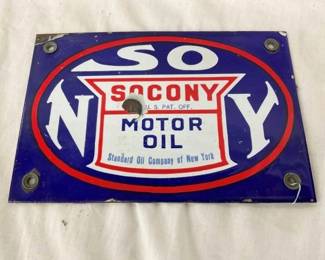 SO
N Y
SOCONY
PAT. OFF.
MOTOR
OIL
Standard Oil Company of New York